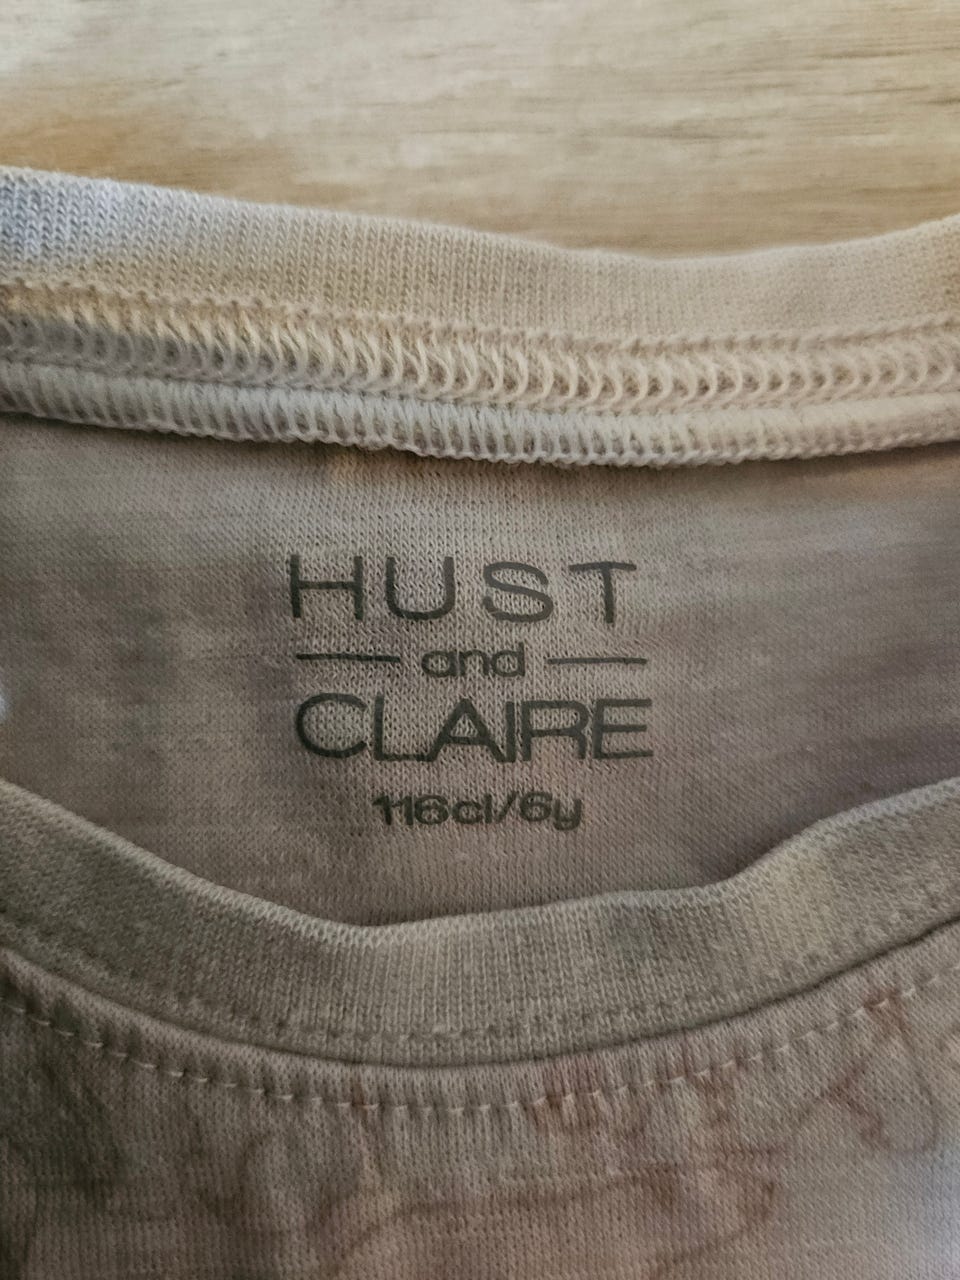 HUST
and
CLAIRE
116cl/6y